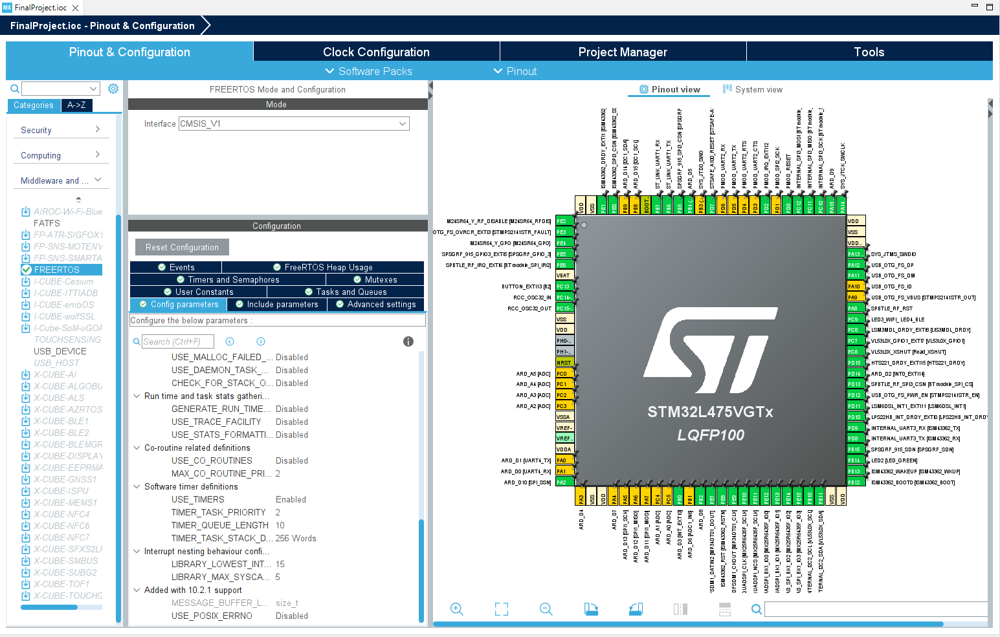 MX FinalProject.ioc
FinalProject.ioc - Pinout & Configuration
Pinout & Configuration
Clock Configuration
Project Manager
Tools
Software Packs
Pinout
Categories
A->Z
Security
Computing
Middleware and ...
AIROC-Wi-Fi-Blue
FATFS
FP-ATR-SIGFOX1
FP-SNS-MOTENV
FP-SNS-SMARTA
FREERTOS
I-CUBE-Cesium
I-CUBE-ITTIADB
I-CUBE-embOS
I-CUBE-wolfSSL
I-Cube-SoM-uGOA
TOUCHSENSING
USB_DEVICE
USB_HOST
X-CUBE-AI
X-CUBE-ALGOBU
X-CUBE-ALS
X-CUBE-AZRTOS
X-CUBE-BLE1
X-CUBE-BLE2
X-CUBE-BLEMGR
X-CUBE-DISPLAY
X-CUBE-EEPRMA
X-CUBE-GNSS1
X-CUBE-ISPU
X-CUBE-MEMS1
X-CUBE-NFC4
X-CUBE-NFC6
X-CUBE-NFC7
X-CUBE-SFXS2LI
X-CUBE-SMBUS
X-CUBE-SUBG2
X-CUBE-TOF1
X-CUBE-TOUCHG
FREERTOS Mode and Configuration
Mode
Interface CMSIS_V1
Configuration
Reset Configuration
Events
FreeRTOS Heap Usage
Timers and Semaphores
Mutexes
User Constants
Tasks and Queues
Config parameters
Include parameters
Advanced settings
Configure the below parameters :
Search (Ctrl+F)
USE_MALLOC_FAILED_... Disabled
USE_DAEMON_TASK_... Disabled
CHECK_FOR_STACK_O... Disabled
Run time and task stats gatheri...
GENERATE_RUN_TIME... Disabled
USE_TRACE_FACILITY Disabled
USE_STATS_FORMATTI... Disabled
Co-routine related definitions
USE_CO_ROUTINES Disabled
MAX_CO_ROUTINE_PRI... 2
Software timer definitions
USE_TIMERS Enabled
TIMER_TASK_PRIORITY 2
TIMER_QUEUE_LENGTH 10
TIMER_TASK_STACK_D... 256 Words
Interrupt nesting behaviour confi...
LIBRARY_LOWEST_INT... 15
LIBRARY_MAX_SYSCA... 5
Added with 10.2.1 support
MESSAGE_BUFFER_L... size_t
USE_POSIX_ERRNO Disabled
Pinout view
System view
ISM43362_DRDY_EXTI1 [ISM43362_
ISM43362_SPI3_CSN [ISM43362_SS
ARD_D14 [I2C1_SDA]
ARD_D15 [I2C1_SCL]
ST_LINK_UART1_RX
ST_LINK_UART1_TX
SPSGRF_915_SPI3_CSN [SPSGRF
ARD_D5
SYS_JTDO_SWO
STSAFE_A100_RESET [STSAFE-A
PMOD_UART2_RX
PMOD_UART2_TX
PMOD_UART2_RTS
PMOD_UART2_CTS
PMOD_IRQ_EXTI12
PMOD_SPI2_SCK
PMOD_RESET
INTERNAL_SPI3_MOSI [BT module_
INTERNAL_SPI3_MISO [BT module_
INTERNAL_SPI3_SCK [BT module_S
ARD_D9
SYS_JTCK_SWCLK
VDD
VSS
PE1
PE0
PB9
PB8
BOOT..
PB7
PB6
PB5
PB4 (..
PB3 (..
PD7
PD6
PD5
PD4
PD3
PD2
PD1
PD0
PC12
PC11
PC10
PA15..
PA14..
M24SR64_Y_RF_DISABLE [M24SR64_RFDIS] PE2
OTG_FS_OVRCR_EXTI3 [STMPS2141STR_FAULT] PE3
M24SR64_Y_GPO [M24SR64_GPO] PE4
SPSGRF_915_GPIO3_EXTI5 [SPSGRF_GPIO_3] PE5
SPBTLE_RF_IRQ_EXTI6 [BT module_SPI_IRQ] PE6
VBAT
BUTTON_EXTI13 [B2] PC13
RCC_OSC32_IN PC14-..
RCC_OSC32_OUT PC15-..
VSS
VDD
PH0-..
PH1-..
NRST
ARD_A5 [ADC] PC0
ARD_A4 [ADC] PC1
ARD_A3 [ADC] PC2
ARD_A2 [ADC] PC3
VSSA
VREF-
VREF..
VDDA
ARD_D1 [UART4_TX] PA0
ARD_D0 [UART4_RX] PA1
ARD_D10 [SPI_SSN] PA2
STM32L475VGTx
LQFP100
VDD
VSS
VDD..
PA13.. SYS_JTMS_SWDIO
PA12 USB_OTG_FS_DP
PA11 USB_OTG_FS_DM
PA10 USB_OTG_FS_ID
PA9 USB_OTG_FS_VBUS [STMPS2141STR_OUT]
PA8 SPBTLE_RF_RST
PC9 LED3_WIFI_LED4_BLE
PC8 LSM3MDL_DRDY_EXTI8 [LIS3MDL_DRDY]
PC7 VL53L0X_GPIO1_EXTI7 [VL53L0X_GPIO1]
PC6 VL53L0X_XSHUT [Read_XSHUT]
PD15 HTS221_DRDY_EXTI15 [HTS221_DRDY]
PD14 ARD_D2 [INT0_EXTI14]
PD13 SPBTLE_RF_SPI3_CSN [BT module_SPI_CS]
PD12 USB_OTG_FS_PWR_EN [STMPS2141STR_EN]
PD11 LSM6DSL_INT1_EXTI11 [LSM6DSL_INT1]
PD10 LPS22HB_INT_DRDY_EXTI0 [LPS22HB_INT_DRDY
PD9 INTERNAL_UART3_RX [ISM43362_TX]
PD8 INTERNAL_UART3_TX [ISM43362_RX]
PB15 SPSGRF_915_SDN [SPSGRF_SDN]
PB14 LED2 [LED_GREEN]
PB13 ISM43362_WAKEUP [ISM43362_WKUP]
PB12 ISM43362_BOOT0 [ISM43362_BOOT]
PA3
VSS
VDD
PA4
PA5
PA6
PA7
PC4
PC5
PB0
PB1
PB2
PE7
PE8
PE9
PE10
PE11
PE12
PE13
PE14
PE15
PB10
PB11
VSS
VDD
ARD_D4
ARD_D7
ARD_D13 [SPI1_SCK]
ARD_D12 [SPI1_MISO]
ARD_D11 [SPI1_MOSI]
ARD_A1 [ADC]
ARD_A0 [ADC]
ARD_D3 [INT_EXTI0]
ARD_D6 [ADC1_IN6]
ARD_D8
FSDM1_DATIN2 [MP34DT01_DOUT]
ISM43362_RST [ISM43362_RSTN]
DFSDM1_CKOUT [MP34DT01_CLK]
QUADSPI_CLK [MX25R6435F_SCLK]
QUADSPI_NCS [MX25R6435F_SCLK]
UADSPI_BK1_IO0 [MX25R6435F_IO0]
UADSPI_BK1_IO1 [MX25R6435F_IO1]
AD_SPI_BK1_IO2 [MX25R6435F_IO2]
AD_SPI_BK1_IO3 [MX25R6435F_IO3]
NTERNAL_I2C2_SCL [VL53L0X_SCL]
TERNAL_I2C2_SDA [VL53L0X_SDA]